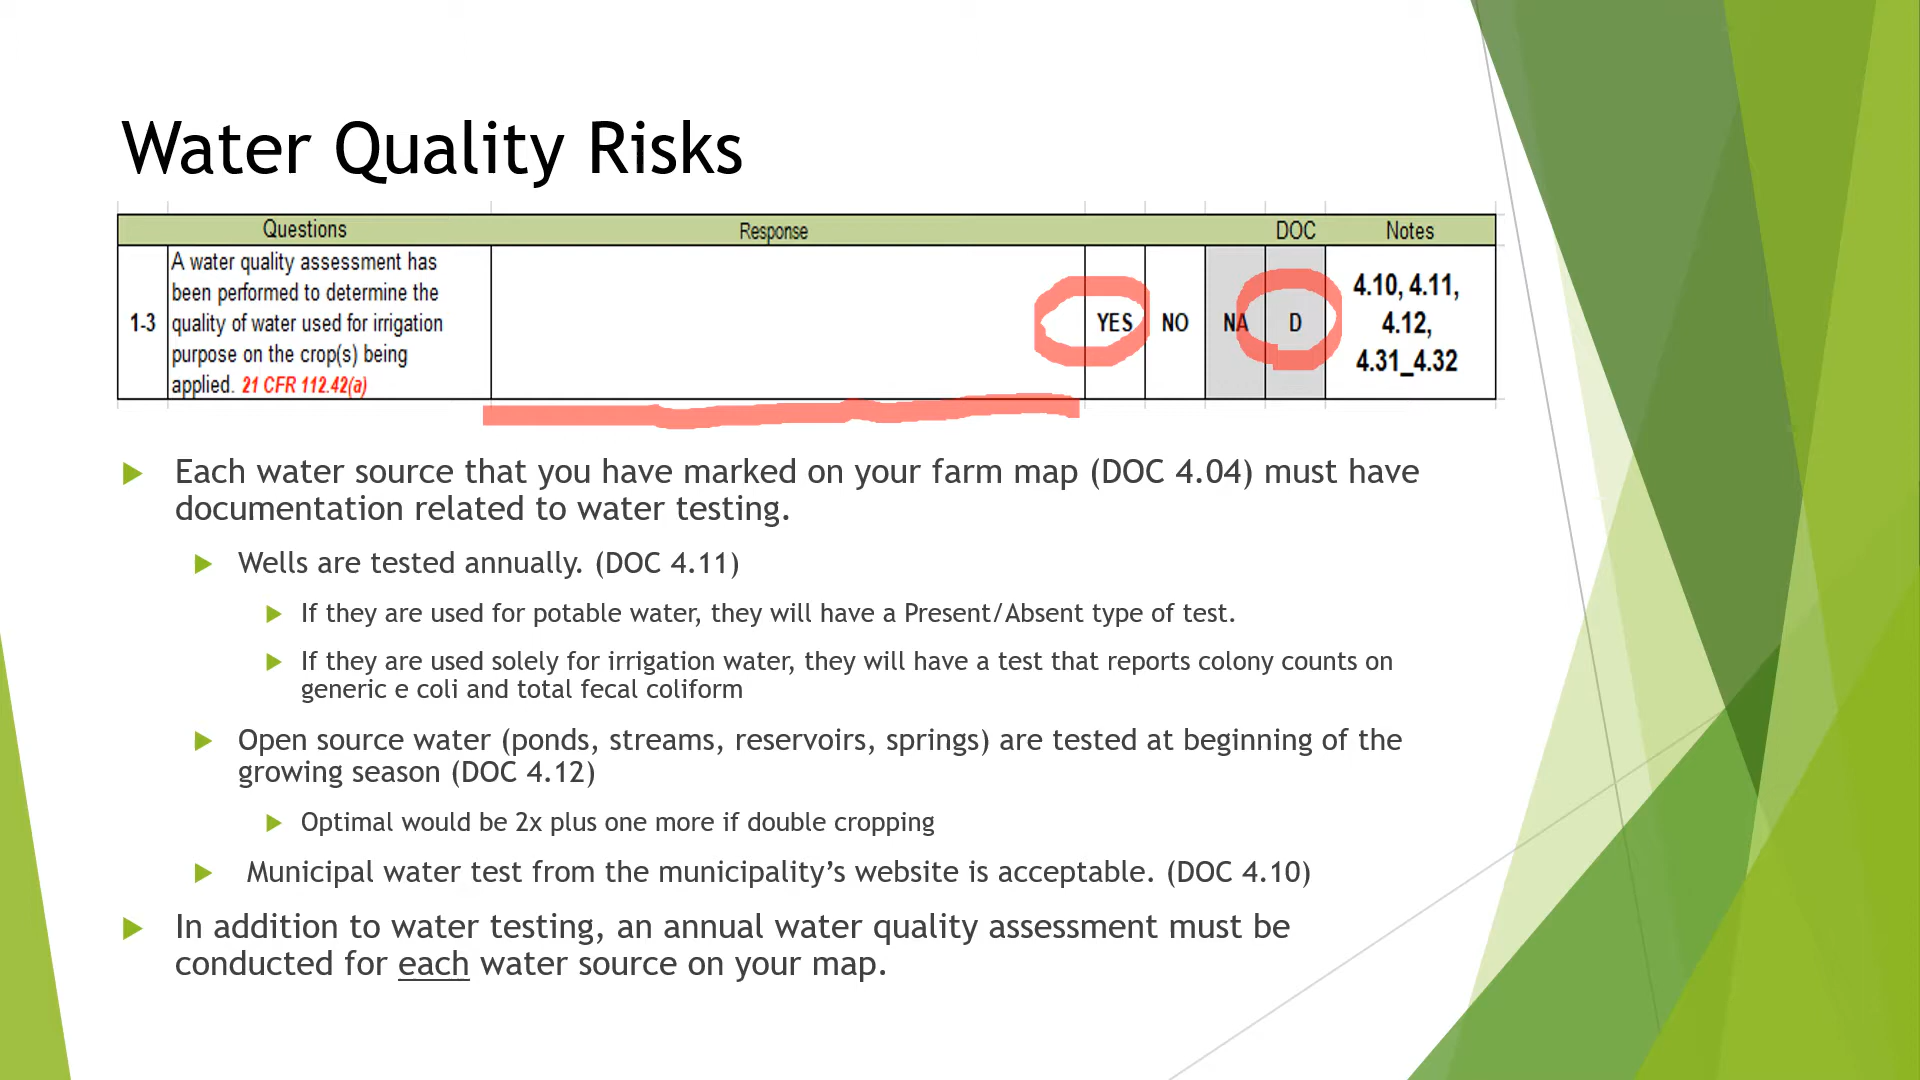 Water Quality Risks
Questions Response DOC Notes
A water quality assessment has
been performed to determine the
1-3 quality of water used for irrigation
purpose on the crop(s) being
applied. 21 CFR 112.42(a)
YES NO NA D
4.10, 4.11,
4.12,
4.31_4.32
Each water source that you have marked on your farm map (DOC 4.04) must have
documentation related to water testing.
Wells are tested annually. (DOC 4.11)
If they are used for potable water, they will have a Present/Absent type of test.
If they are used solely for irrigation water, they will have a test that reports colony counts on
generic e coli and total fecal coliform
Open source water (ponds, streams, reservoirs, springs) are tested at beginning of the
growing season (DOC 4.12)
Optimal would be 2x plus one more if double cropping
Municipal water test from the municipality’s website is acceptable. (DOC 4.10)
In addition to water testing, an annual water quality assessment must be
conducted for each water source on your map.